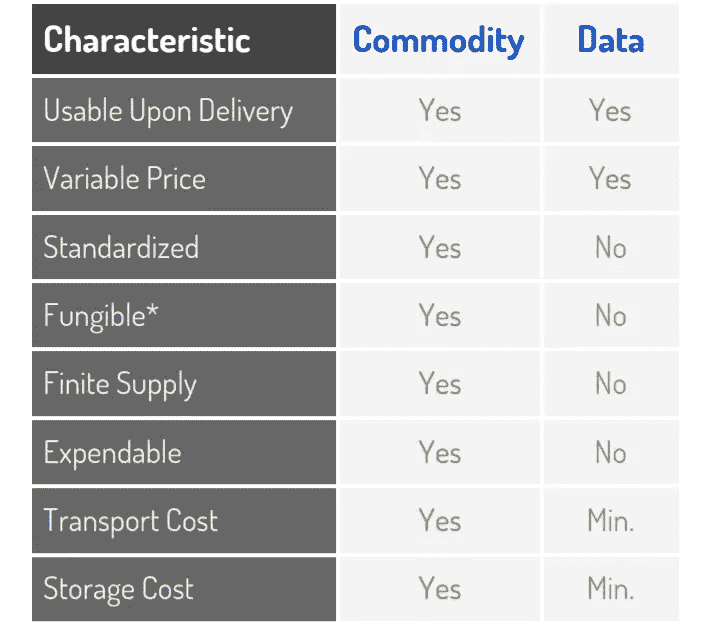 Characteristic Commodity Data
Usable Upon Delivery Yes Yes
Variable Price Yes Yes
Standardized Yes No
Fungible* Yes No
Finite Supply Yes No
Expendable Yes No
Transport Cost Yes Min.
Storage Cost Yes Min.